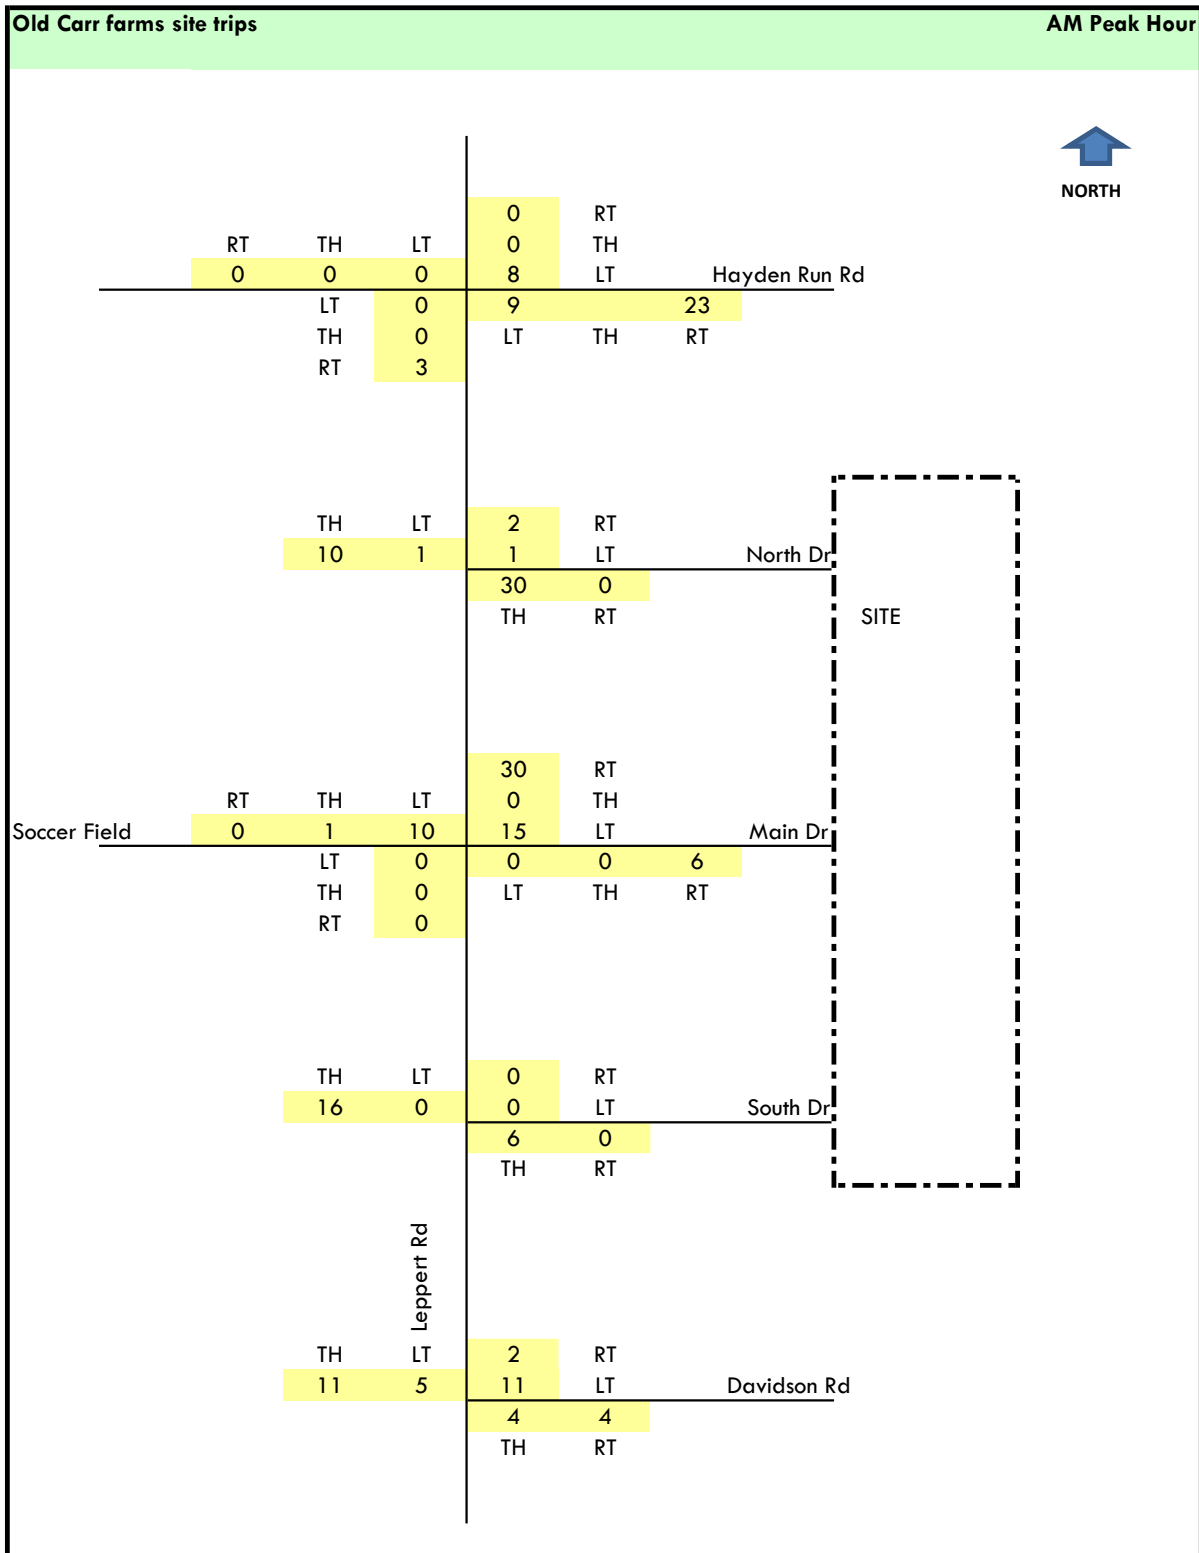 Old Carr farms site trips AM Peak Hour
NORTH
0 RT
RT TH LT 0 TH
0 0 0 8 LT Hayden Run Rd
LT 0 9 23
TH 0 LT TH RT
RT 3
TH LT 2 RT
10 1 1 LT North Dr
30 0
TH RT SITE
30 RT
RT TH LT 0 TH
Soccer Field 0 1 10 15 LT Main Dr
LT 0 0 0 6
TH 0 LT TH RT
RT 0
TH LT 0 RT
16 0 0 LT South Dr
6 0
TH RT
Leppert Rd
TH LT 2 RT
11 5 11 LT Davidson Rd
4 4
TH RT